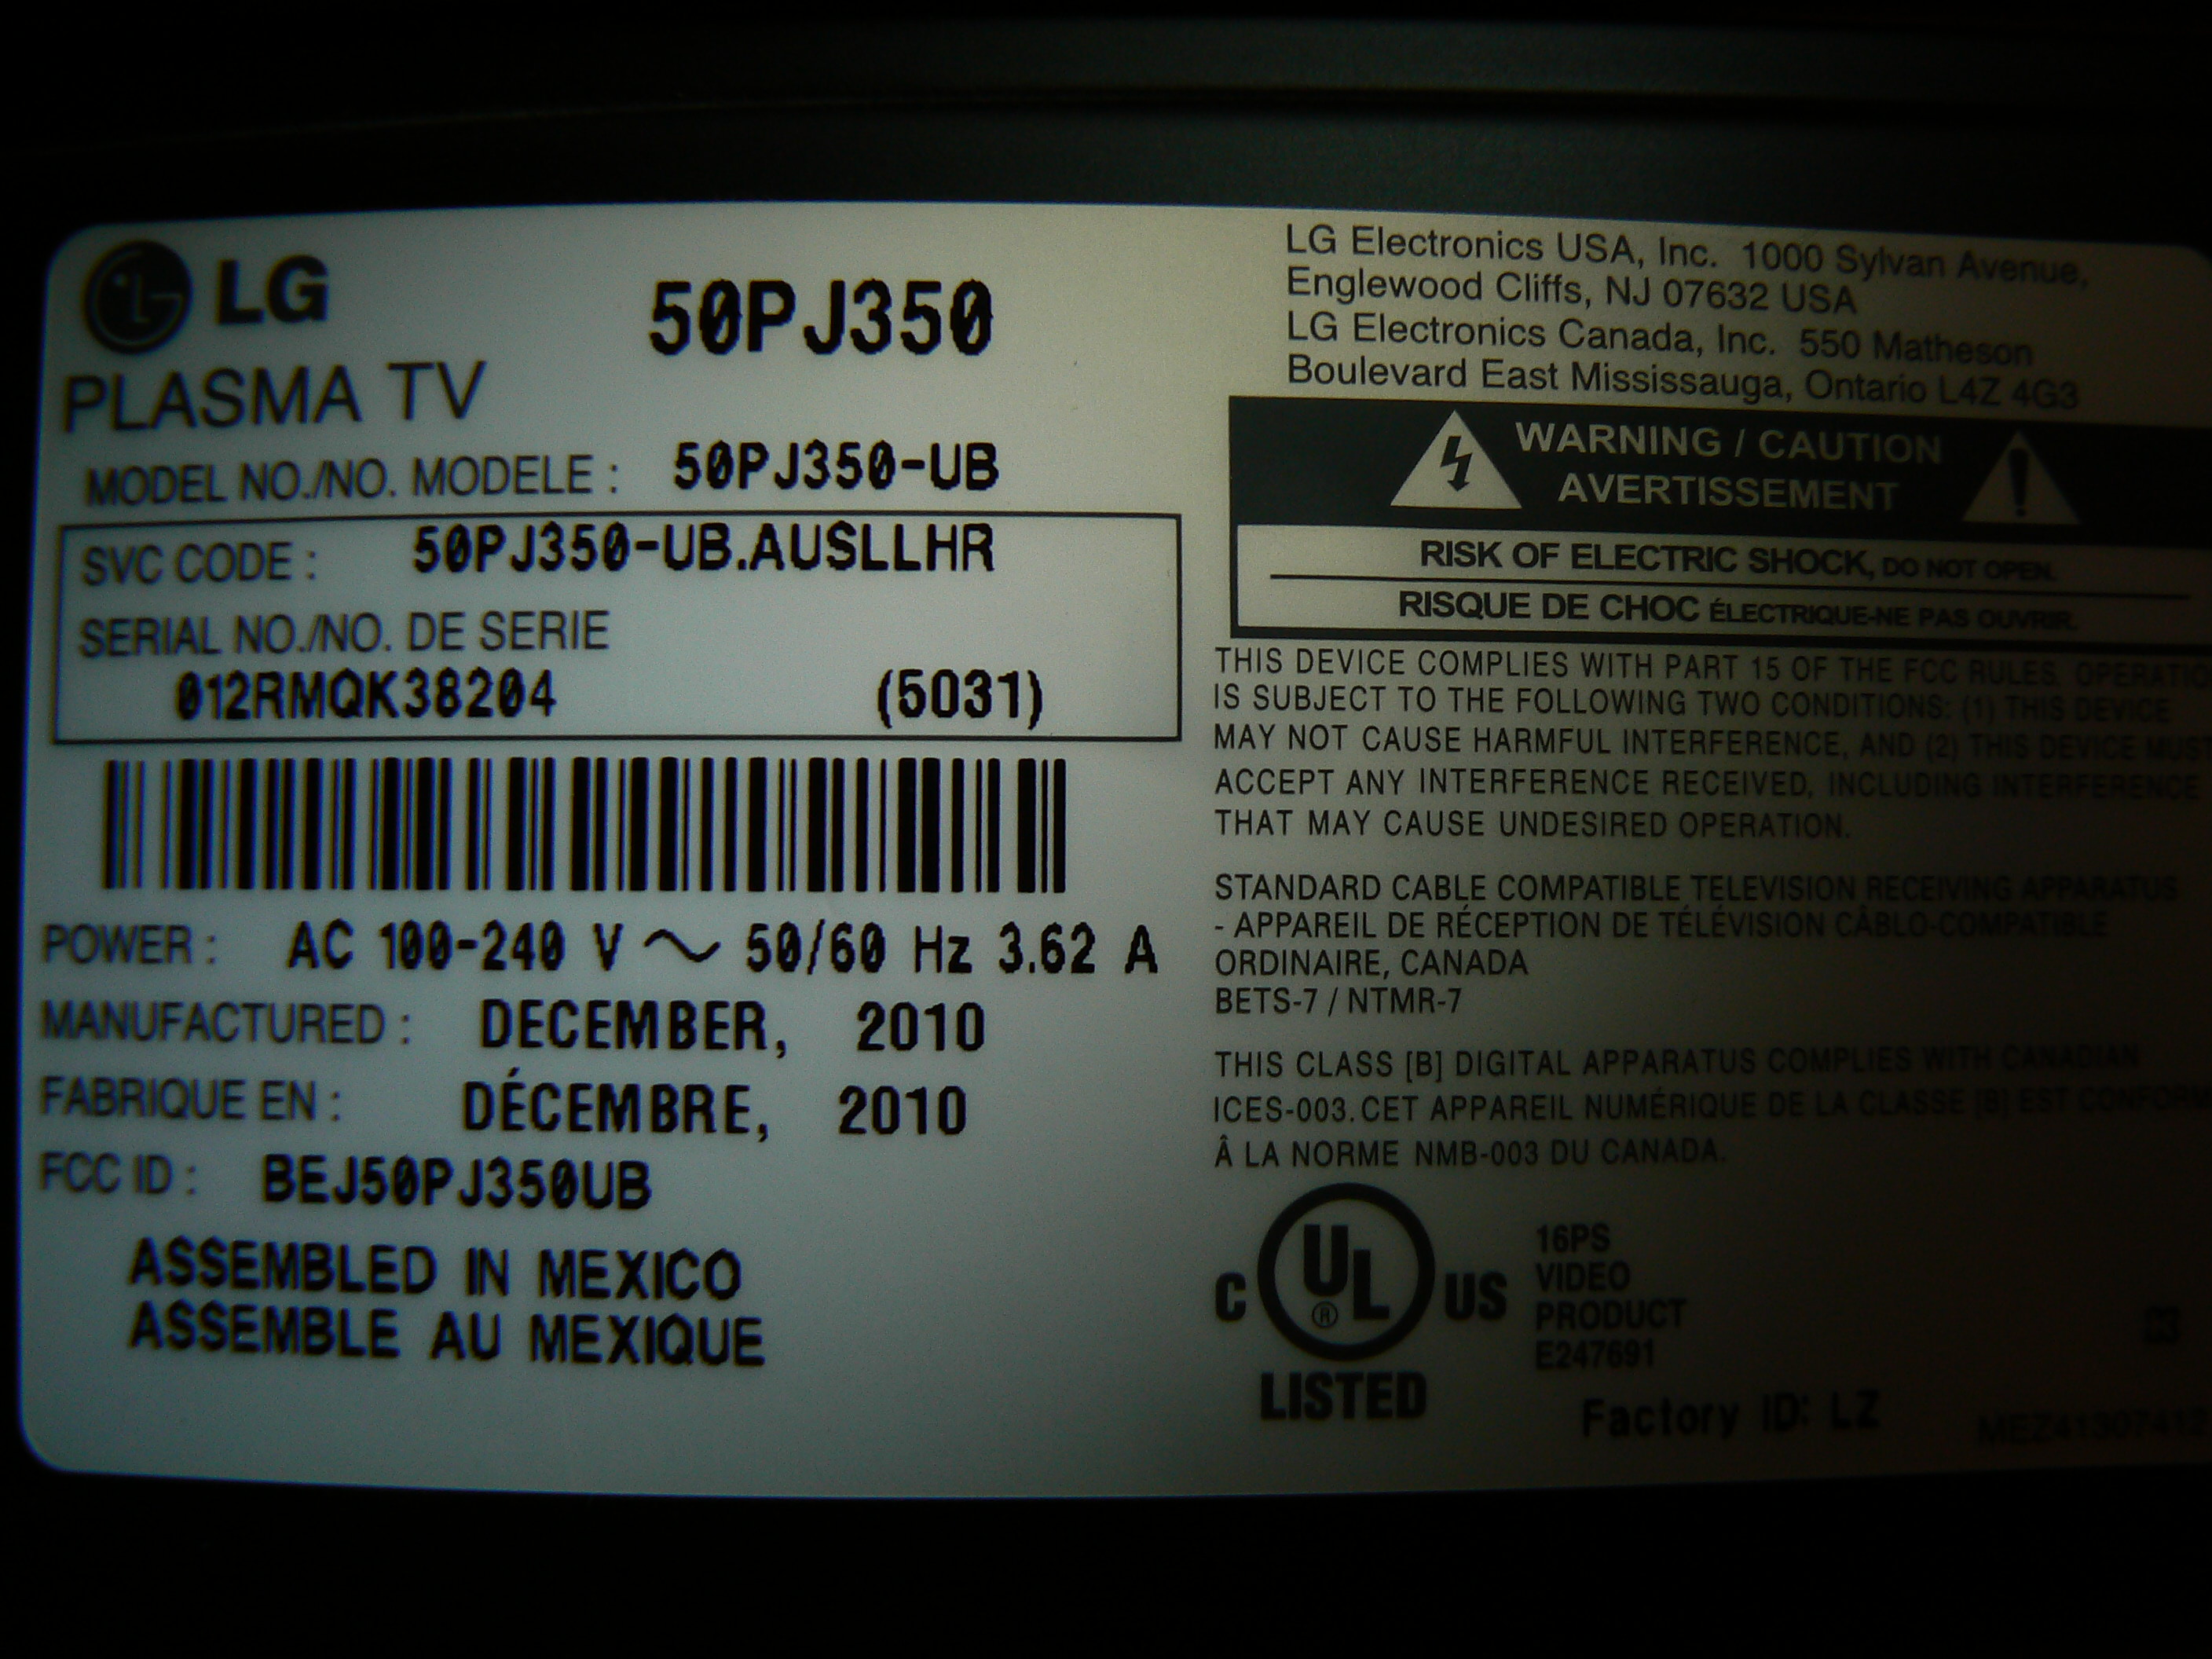 LG
50PJ350
PLASMA TV
MODEL NO./NO. MODELE : 50PJ350-UB
SVC CODE : 50PJ350-UB.AUSLLHR
SERIAL NO./NO. DE SERIE
012RMQK38204 (5031)
POWER : AC 100-240 V ~ 50/60 Hz 3.62 A
MANUFACTURED : DECEMBER, 2010
FABRIQUE EN : DÉCEMBRE, 2010
FCC ID : BEJ50PJ350UB
ASSEMBLED IN MEXICO
ASSEMBLE AU MEXIQUE
LG Electronics USA, Inc. 1000 Sylvan Avenue,
Englewood Cliffs, NJ 07632 USA
LG Electronics Canada, Inc. 550 Matheson
Boulevard East Mississauga, Ontario L4Z 4G3
WARNING / CAUTION
AVERTISSEMENT
RISK OF ELECTRIC SHOCK, DO NOT OPEN.
RISQUE DE CHOC ÉLECTRIQUE-NE PAS OUVRIR.
THIS DEVICE COMPLIES WITH PART 15 OF THE FCC RULES. OPERATIO
IS SUBJECT TO THE FOLLOWING TWO CONDITIONS: (1) THIS DEVICE
MAY NOT CAUSE HARMFUL INTERFERENCE, AND (2) THIS DEVICE MUST
ACCEPT ANY INTERFERENCE RECEIVED, INCLUDING INTERFERENCE
THAT MAY CAUSE UNDESIRED OPERATION.
STANDARD CABLE COMPATIBLE TELEVISION RECEIVING APPARATUS
- APPAREIL DE RÉCEPTION DE TÉLÉVISION CÂBLO-COMPATIBLE
ORDINAIRE, CANADA
BETS-7 / NTMR-7
THIS CLASS [B] DIGITAL APPARATUS COMPLIES WITH CANADIAN
ICES-003. CET APPAREIL NUMÉRIQUE DE LA CLASSE [B] EST CONFORM
Â LA NORME NMB-003 DU CANADA.
C UL ® US
LISTED
16PS
VIDEO
PRODUCT
E247691
Factory ID: LZ